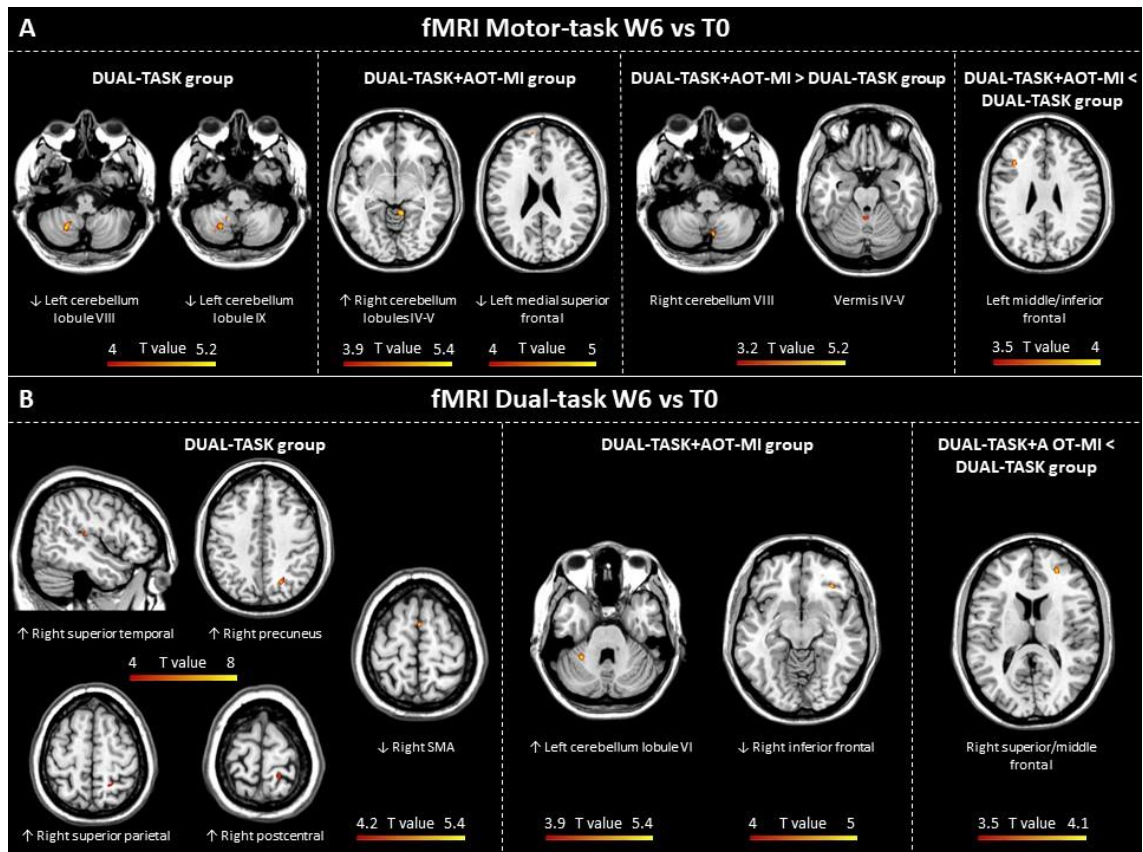 A
fMRI Motor-task W6 vs T0
DUAL-TASK group
↓ Left cerebellum
lobule VIII
↓ Left cerebellum
lobule IX
4 T value 5.2
DUAL-TASK+AOT-MI group
↑ Right cerebellum
lobules IV-V
↓ Left medial superior
frontal
3.9 T value 5.4
4 T value 5
DUAL-TASK+AOT-MI > DUAL-TASK group
Right cerebellum VIII
Vermis IV-V
3.2 T value 5.2
DUAL-TASK+AOT-MI <
DUAL-TASK group
Left middle/inferior
frontal
3.5 T value 4
B
fMRI Dual-task W6 vs T0
DUAL-TASK group
↑ Right superior temporal
↑ Right precuneus
4 T value 8
↑ Right superior parietal
↑ Right postcentral
↓ Right SMA
4.2 T value 5.4
DUAL-TASK+AOT-MI group
↑ Left cerebellum lobule VI
↓ Right inferior frontal
3.9 T value 5.4
4 T value 5
DUAL-TASK+A OT-MI <
DUAL-TASK group
Right superior/middle
frontal
3.5 T value 4.1